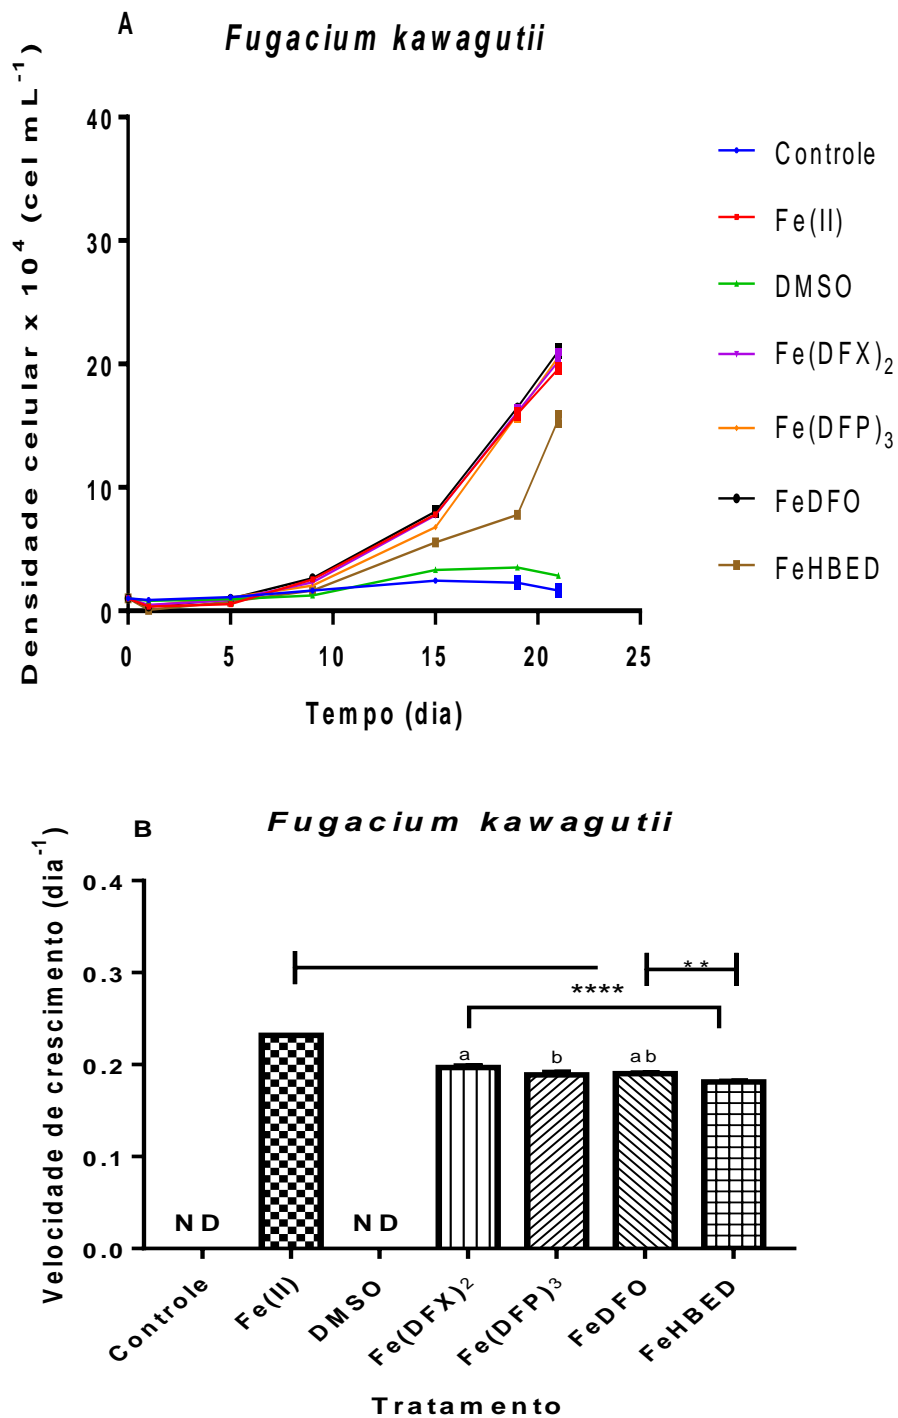 A
Fugacium kawagutii
Densidade celular x 10⁴ (cel mL⁻¹)
40
30
20
10
0
0 5 10 15 20 25
Tempo (dia)
Controle
Fe(II)
DMSO
Fe(DFX)₂
Fe(DFP)₃
FeDFO
FeHBED
B
Fugacium kawagutii
Velocidade de crescimento (dia⁻¹)
0.4
0.3
0.2
0.1
0.0
**
****
a b ab
ND ND
Controle Fe(II) DMSO Fe(DFX)2 Fe(DFP)3 FeDFO FeHBED
Tratamento